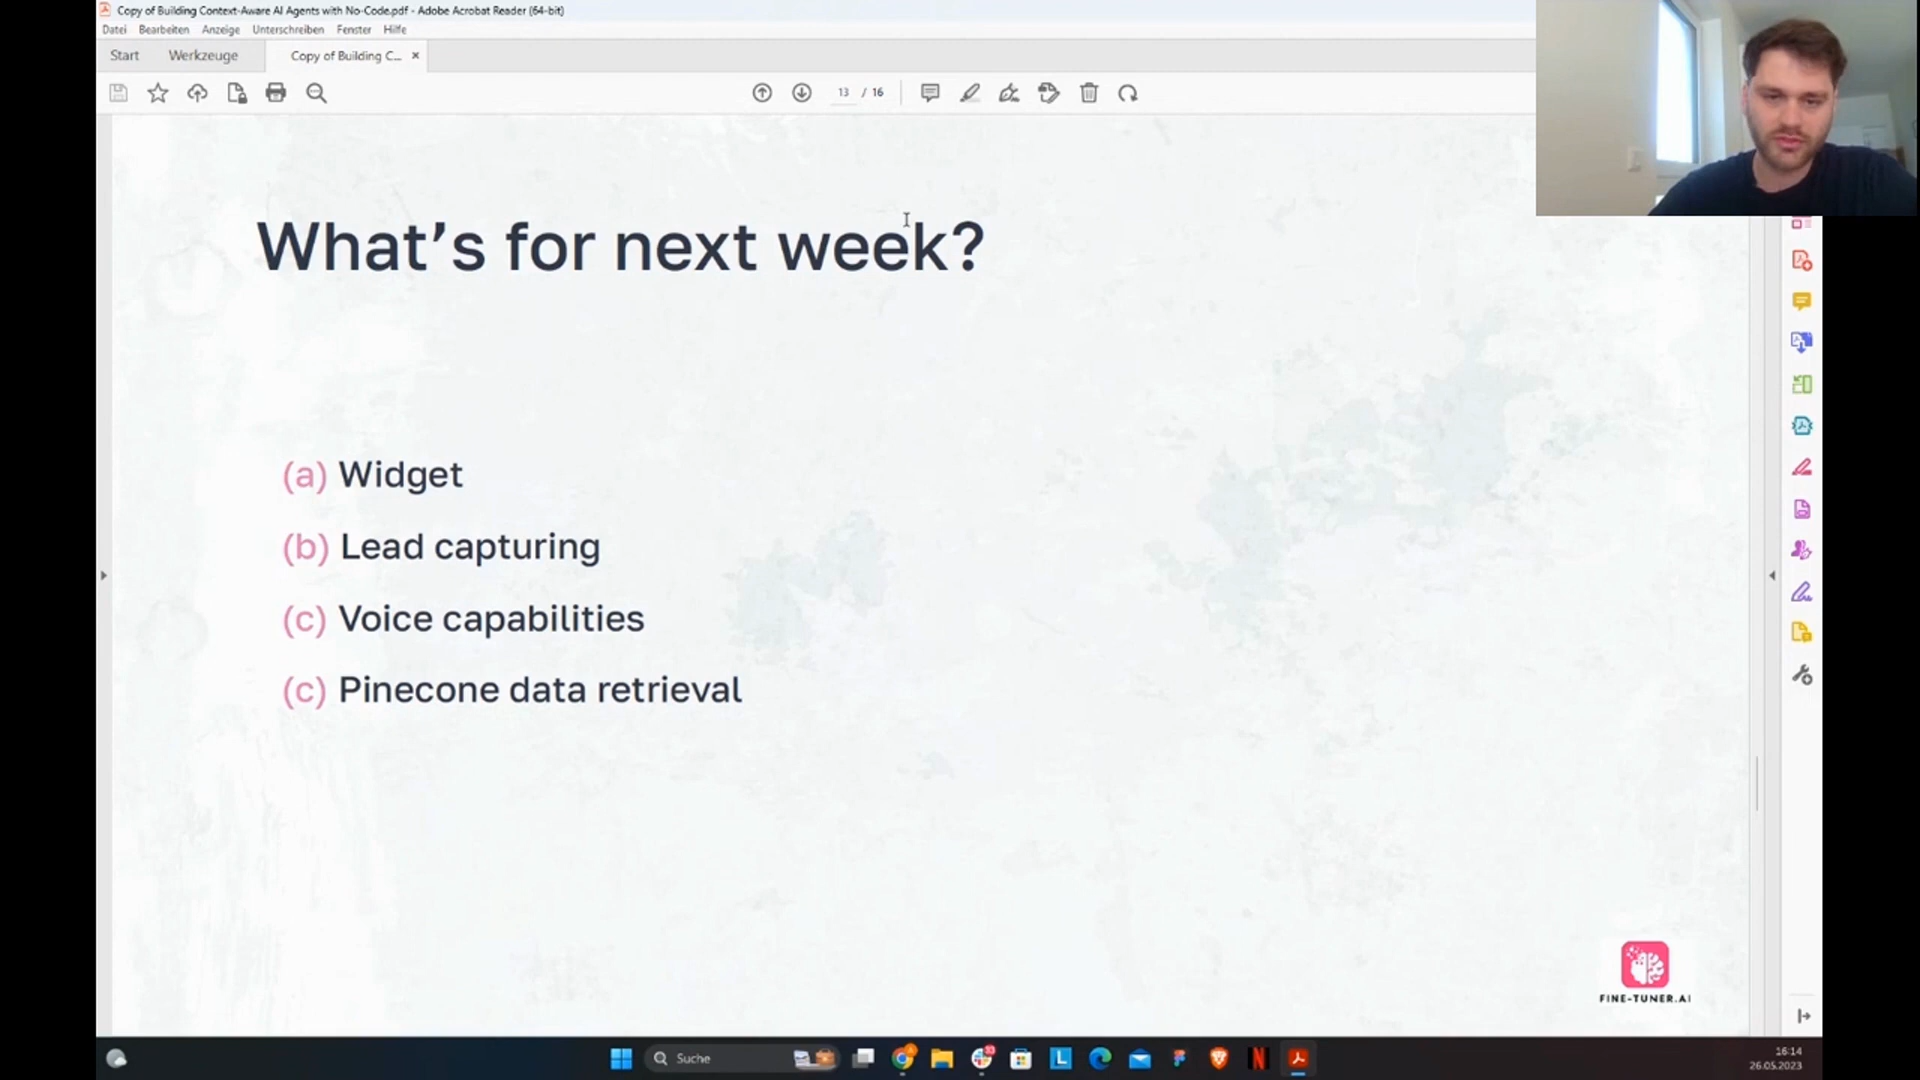 Copy of Building Context-Aware AI Agents with No-Code.pdf - Adobe Acrobat Reader (64-bit)
Datei Bearbeiten Anzeige Unterschreiben Fenster Hilfe
Start Werkzeuge Copy of Building C... ×
13 / 16
What’s for next week?
(a) Widget
(b) Lead capturing
(c) Voice capabilities
(c) Pinecone data retrieval
FINE-TUNER.AI
Suche
16:14
26.05.2023